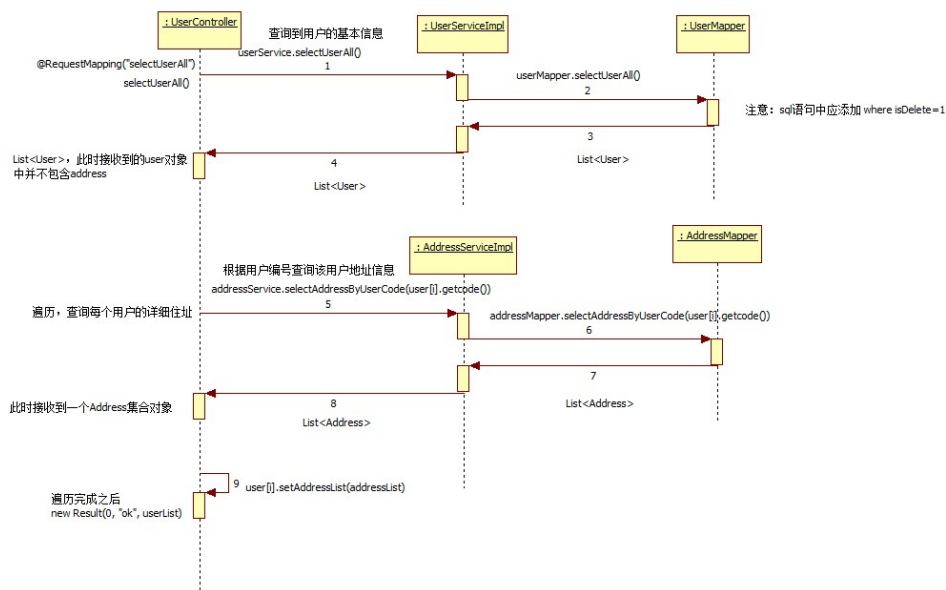 : UserController
: UserServiceImpl
: UserMapper
查询到用户的基本信息
userService.selectUserAll()
@RequestMapping("selectUserAll")
1
selectUserAll()
userMapper.selectUserAll()
2
注意：sql语句中应添加 where isDelete=1
3
List<User>，此时接收到的user对象
中并不包含address
4
List<User>
List<User>
: AddressServiceImpl
: AddressMapper
根据用户编号查询该用户地址信息
addressService.selectAddressByUserCode(user[i].getcode())
5
遍历，查询每个用户的详细住址
addressMapper.selectAddressByUserCode(user[i].getcode())
6
7
此时接收到一个Address集合对象
8
List<Address>
List<Address>
9
user[i].setAddressList(addressList)
遍历完成之后
new Result(0, "ok", userList)